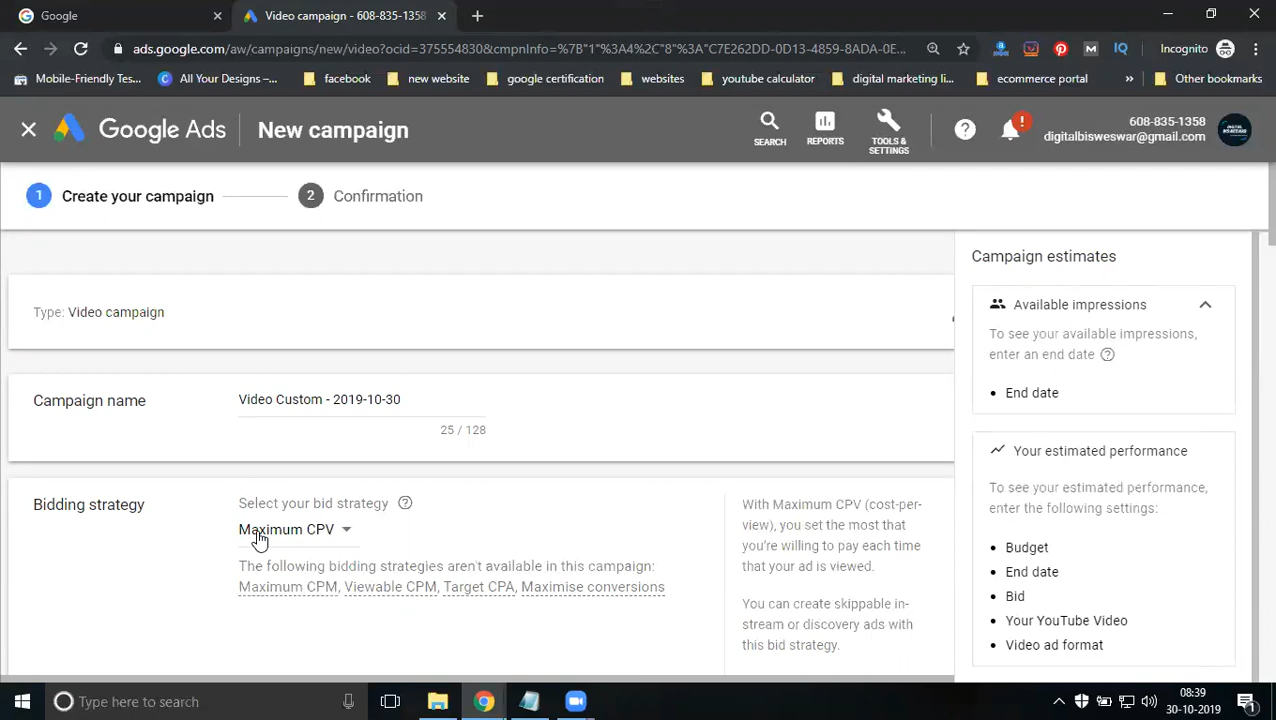 Google
Video campaign - 608-835-1358
ads.google.com/aw/campaigns/new/video?ocid=375554830&cmpnInfo=%7B"1"%3A4%2C"8"%3A"C7E262DD-0D13-4859-8ADA-0E...
Incognito
Mobile-Friendly Tes...
All Your Designs –...
facebook
new website
google certification
websites
youtube calculator
digital marketing li...
ecommerce portal
Other bookmarks
Google Ads
New campaign
SEARCH
REPORTS
TOOLS &
SETTINGS
608-835-1358
digitalbisweswar@gmail.com
1 Create your campaign
2 Confirmation
Type: Video campaign
Campaign name
Video Custom - 2019-10-30
25 / 128
Bidding strategy
Select your bid strategy
Maximum CPV
The following bidding strategies aren't available in this campaign:
Maximum CPM, Viewable CPM, Target CPA, Maximise conversions
With Maximum CPV (cost-per-
view), you set the most that
you're willing to pay each time
that your ad is viewed.
You can create skippable in-
stream or discovery ads with
this bid strategy.
Campaign estimates
Available impressions
To see your available impressions,
enter an end date
• End date
Your estimated performance
To see your estimated performance,
enter the following settings:
• Budget
• End date
• Bid
• Your YouTube Video
• Video ad format
Type here to search
08:39
30-10-2019